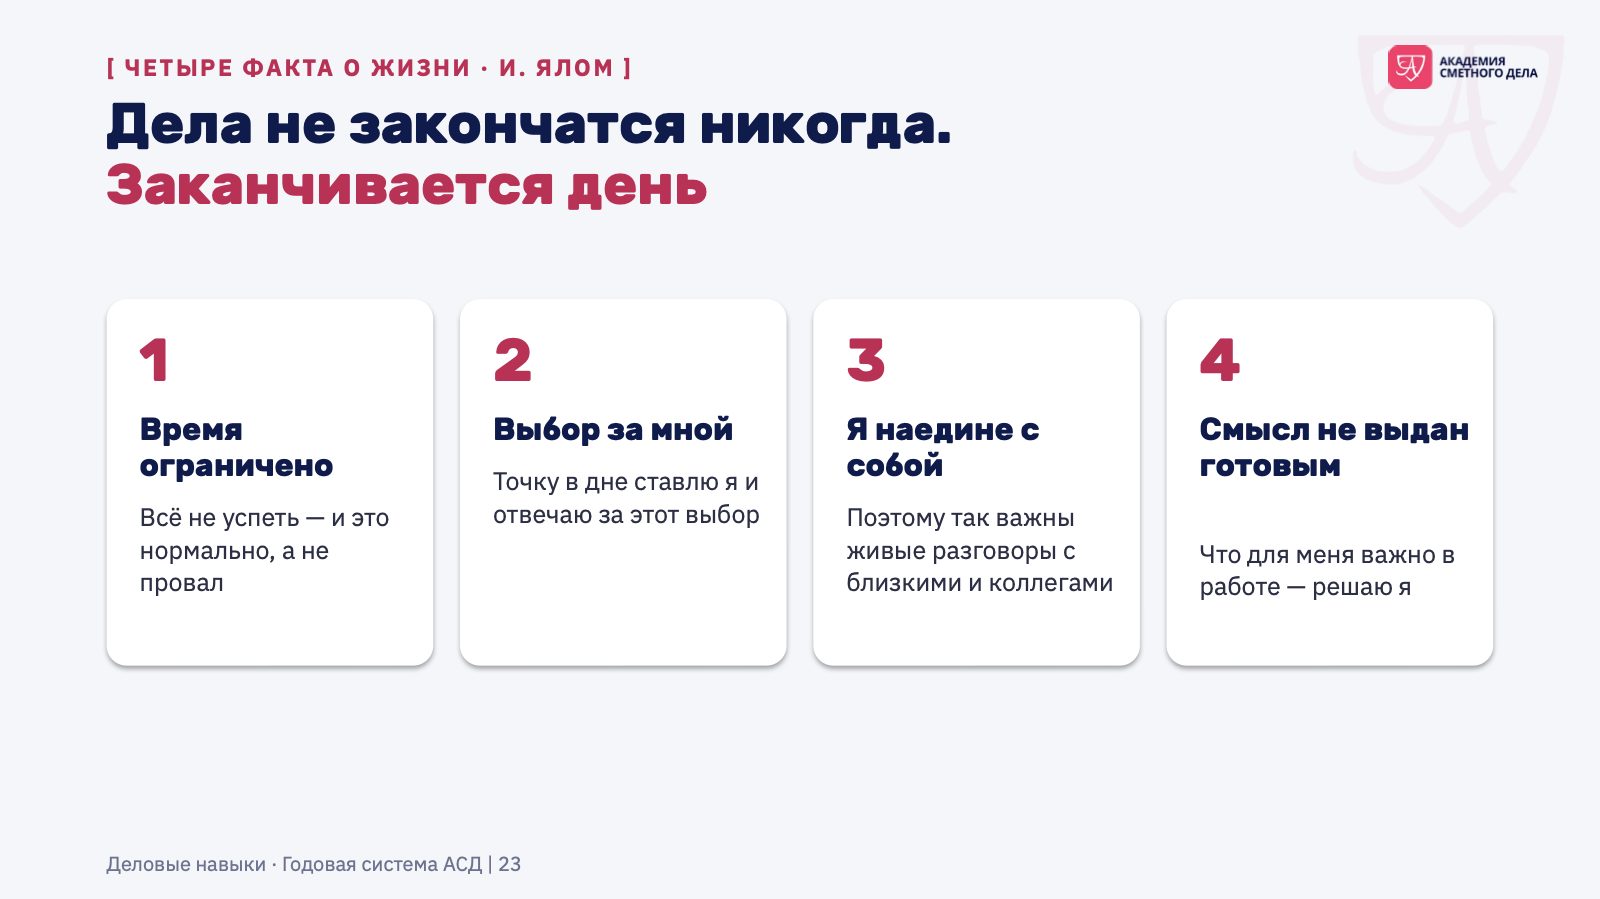 [ ЧЕТЫРЕ ФАКТА О ЖИЗНИ · И. ЯЛОМ ]
АКАДЕМИЯ
СМЕТНОГО ДЕЛА
Дела не закончатся никогда.
Заканчивается день
1
Время
ограничено
Всё не успеть — и это
нормально, а не
провал
2
Выбор за мной
Точку в дне ставлю я и
отвечаю за этот выбор
3
Я наедине с
собой
Поэтому так важны
живые разговоры с
близкими и коллегами
4
Смысл не выдан
готовым
Что для меня важно в
работе — решаю я
Деловые навыки · Годовая система АСД | 23